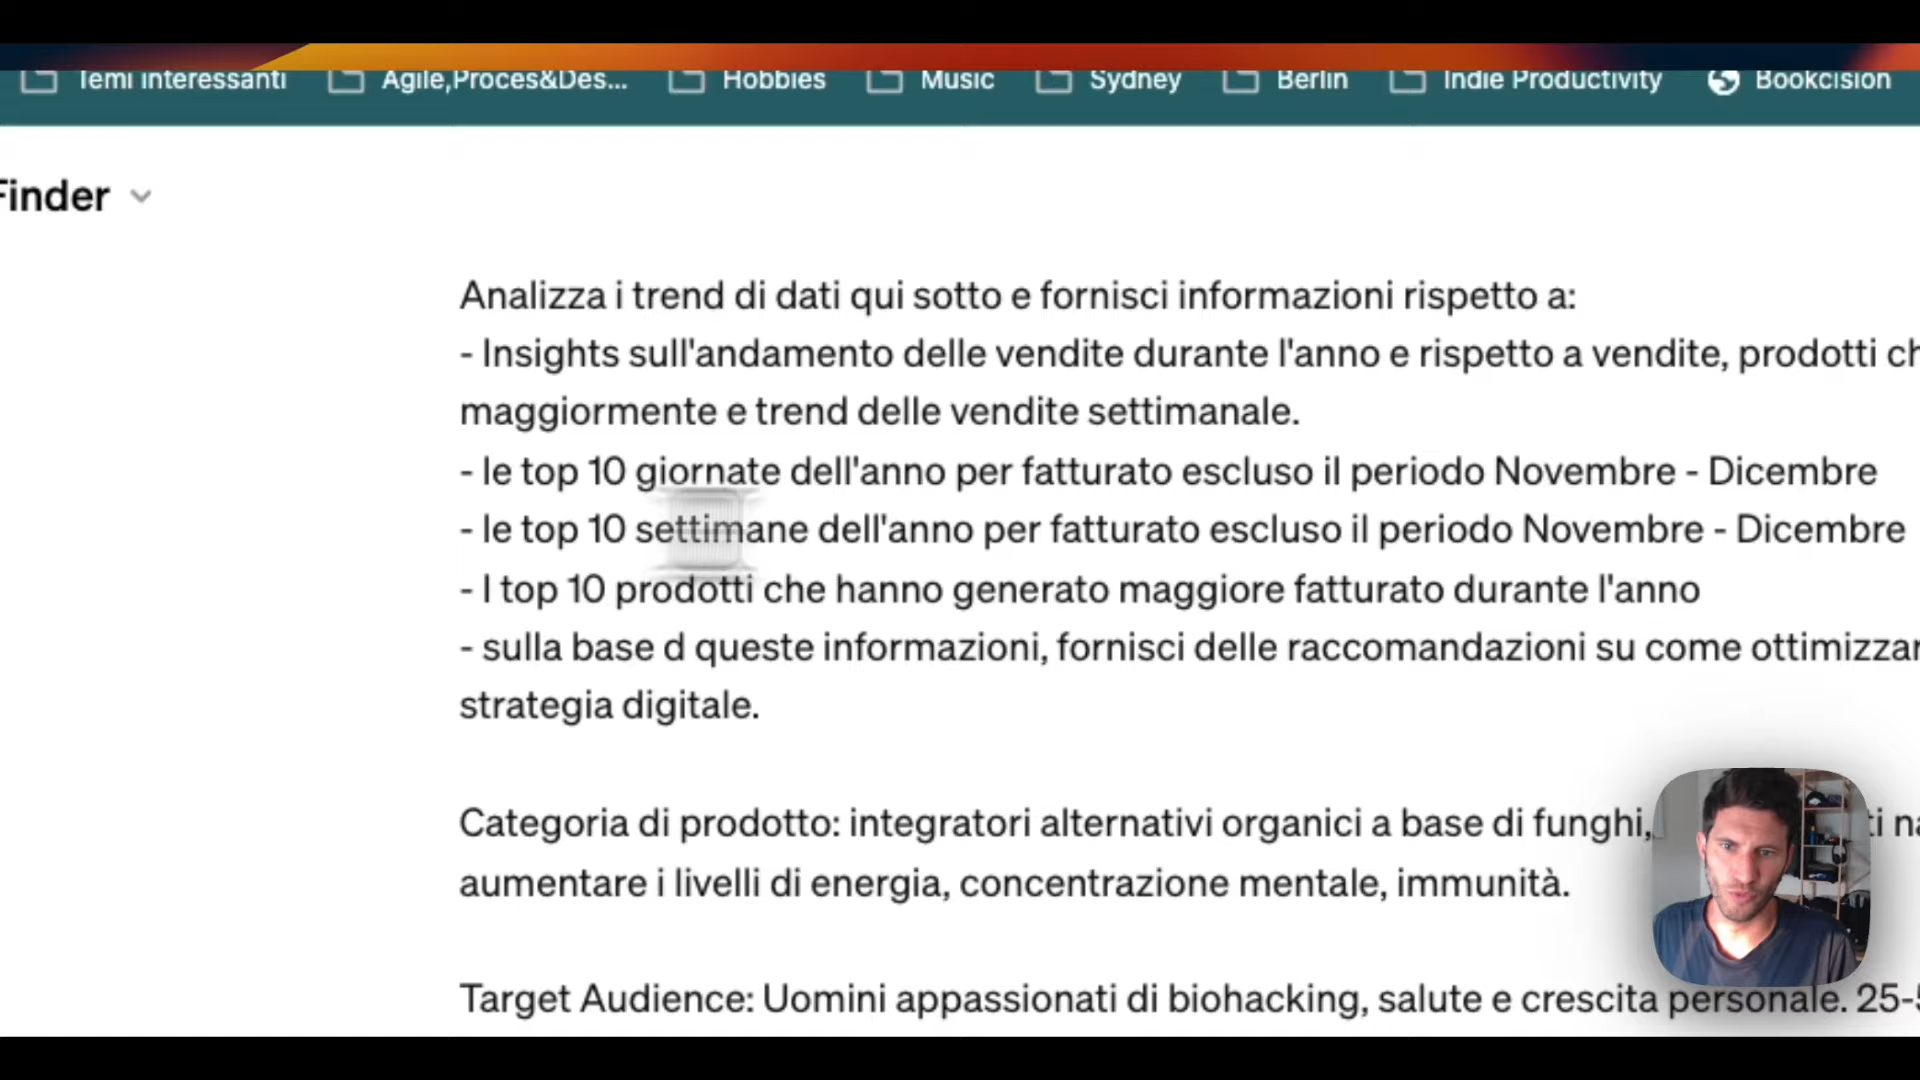 Temi interessanti Agile,Proces&Des... Hobbies Music Sydney Berlin Indie Productivity Bookcision
Finder
Analizza i trend di dati qui sotto e fornisci informazioni rispetto a:
- Insights sull'andamento delle vendite durante l'anno e rispetto a vendite, prodotti
maggiormente e trend delle vendite settimanale.
- le top 10 giornate dell'anno per fatturato escluso il periodo Novembre - Dicembre
- le top 10 settimane dell'anno per fatturato escluso il periodo Novembre - Dicembre
- I top 10 prodotti che hanno generato maggiore fatturato durante l'anno
- sulla base d queste informazioni, fornisci delle raccomandazioni su come
strategia digitale.
Categoria di prodotto: integratori alternativi organici a base di funghi,
aumentare i livelli di energia, concentrazione mentale, immunità.
Target Audience: Uomini appassionati di biohacking, salute e crescita personale.